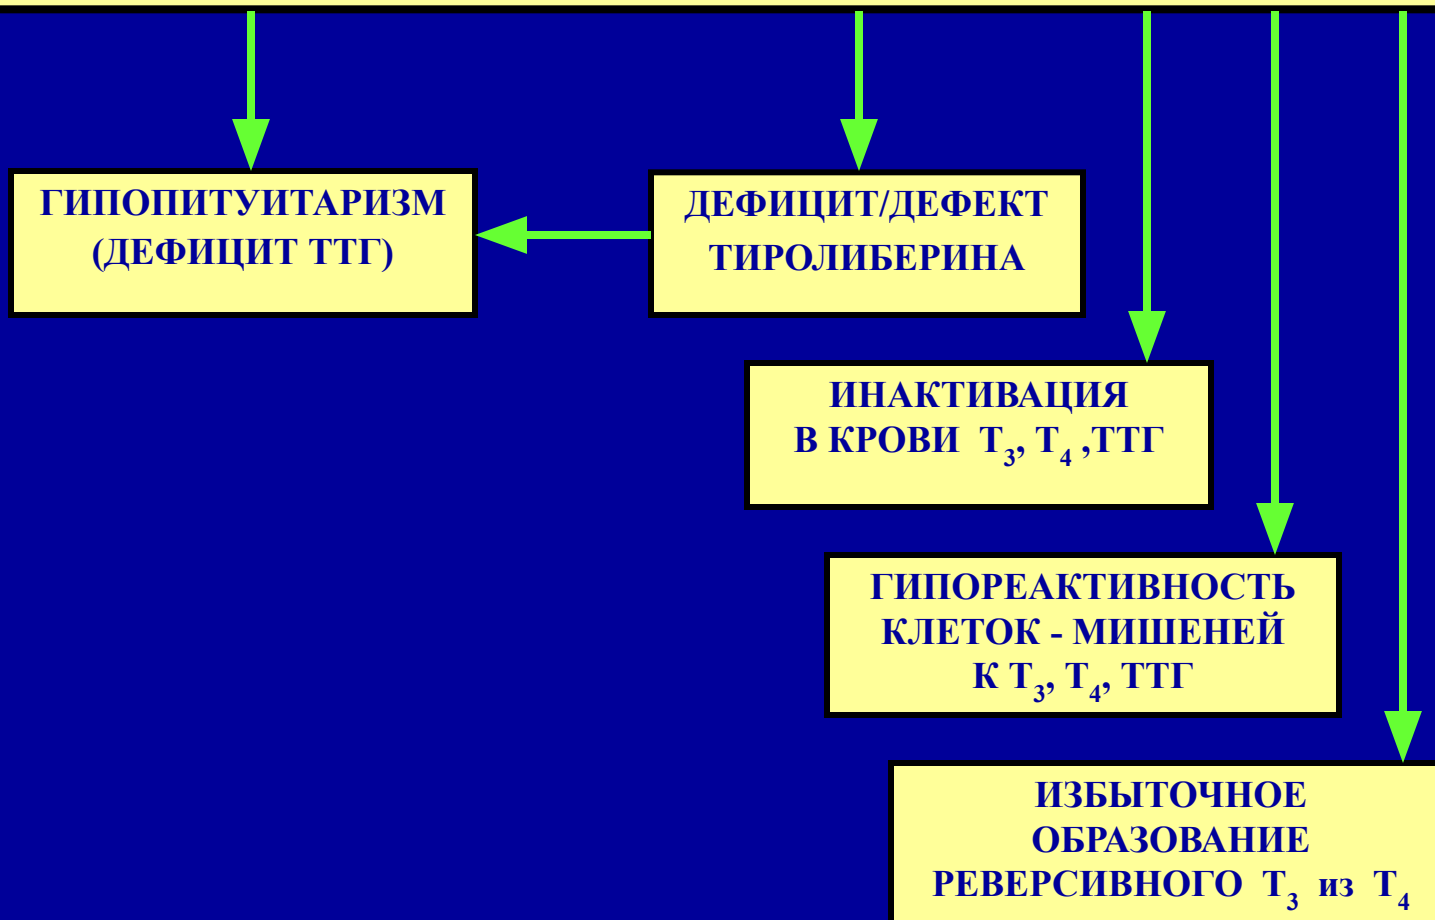 ГИПОПИТУИТАРИЗМ
(ДЕФИЦИТ ТТГ)
ДЕФИЦИТ/ДЕФЕКТ
ТИРОЛИБЕРИНА
ИНАКТИВАЦИЯ
В КРОВИ Т₃, Т₄ ,ТТГ
ГИПОРЕАКТИВНОСТЬ
КЛЕТОК - МИШЕНЕЙ
К Т₃, Т₄, ТТГ
ИЗБЫТОЧНОЕ
ОБРАЗОВАНИЕ
РЕВЕРСИВНОГО Т₃ из Т₄